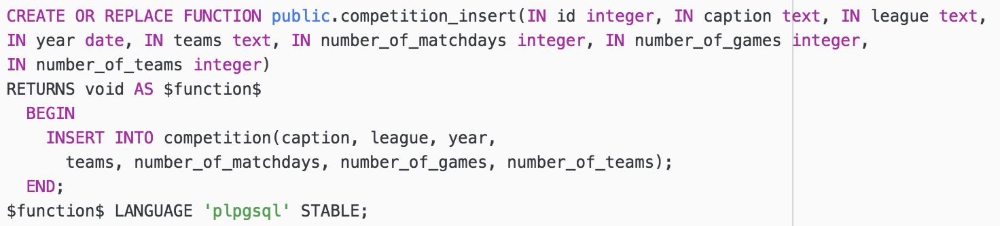 CREATE OR REPLACE FUNCTION public.competition_insert(IN id integer, IN caption text, IN league text,
IN year date, IN teams text, IN number_of_matchdays integer, IN number_of_games integer,
IN number_of_teams integer)
RETURNS void AS $function$
  BEGIN
    INSERT INTO competition(caption, league, year,
      teams, number_of_matchdays, number_of_games, number_of_teams);
  END;
$function$ LANGUAGE 'plpgsql' STABLE;